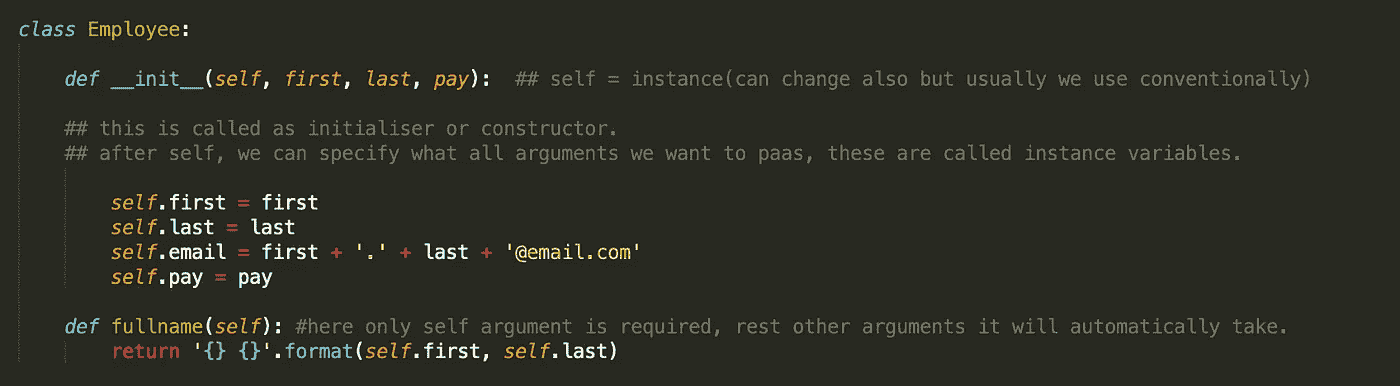 class Employee:
def __init__(self, first, last, pay):  ## self = instance(can change also but usually we use conventionally)
## this is called as initialiser or constructor.
## after self, we can specify what all arguments we want to paas, these are called instance variables.
self.first = first
self.last = last
self.email = first + '.' + last + '@email.com'
self.pay = pay
def fullname(self): #here only self argument is required, rest other arguments it will automatically take.
return '{} {}'.format(self.first, self.last)